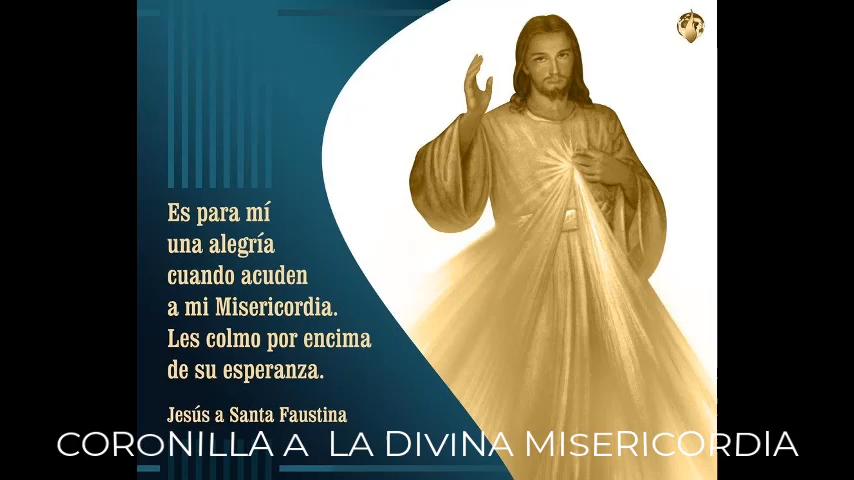 Es para mí
una alegría
cuando acuden
a mi Misericordia.
Les colmo por encima
de su esperanza.
Jesús a Santa Faustina
CORONILLA A LA DIVINA MISERICORDIA